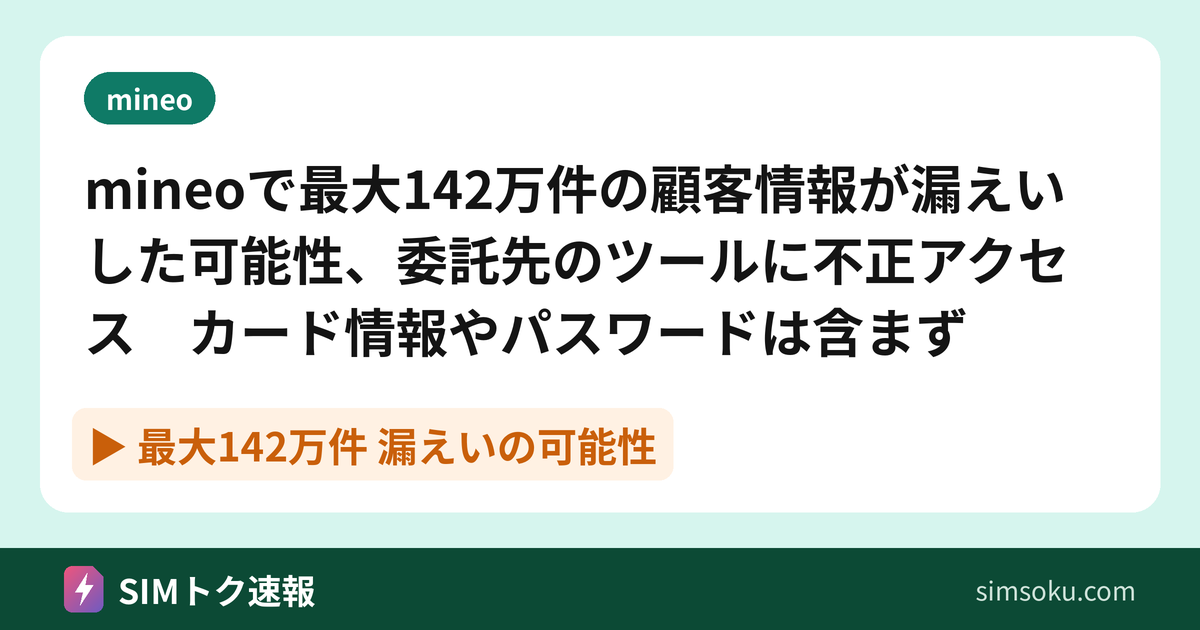 mineo
mineoで最大142万件の顧客情報が漏えい
した可能性、委託先のツールに不正アクセ
ス　カード情報やパスワードは含まず
▶ 最大142万件 漏えいの可能性
SIMトク速報
simsoku.com